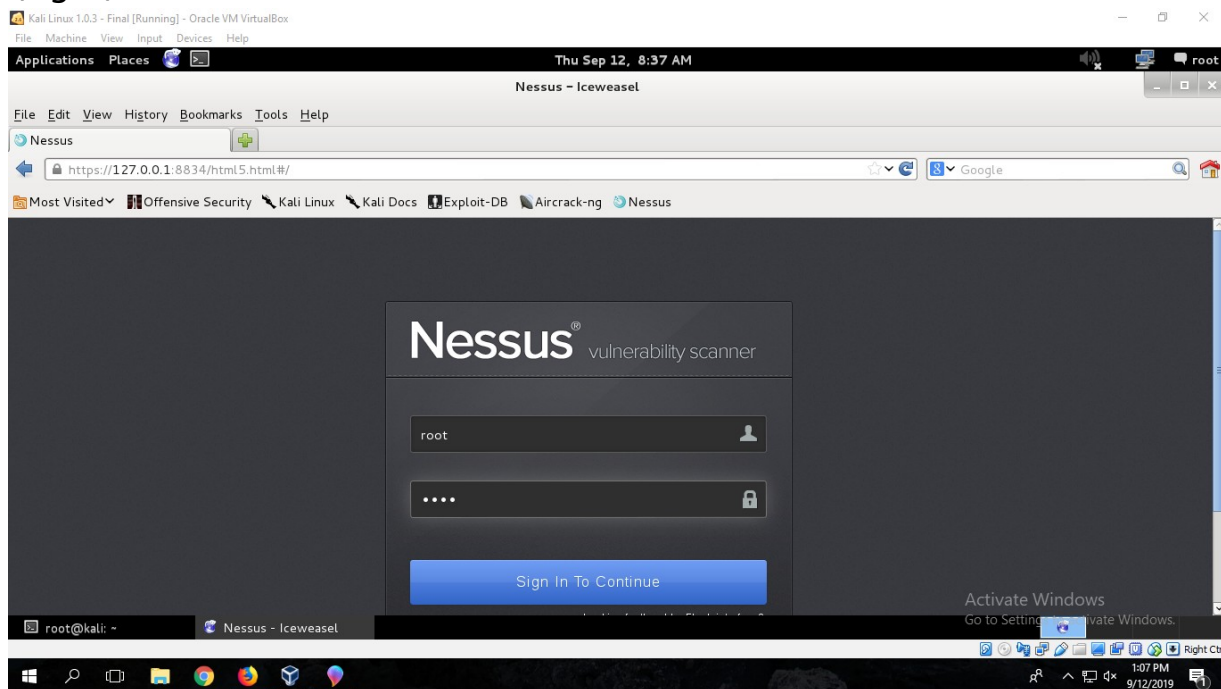 Kali Linux 1.0.3 - Final [Running] - Oracle VM VirtualBox
File Machine View Input Devices Help
Applications Places Thu Sep 12, 8:37 AM root
Nessus - Iceweasel
File Edit View History Bookmarks Tools Help
Nessus
https://127.0.0.1:8834/html5.html#/ Google
Most Visited Offensive Security Kali Linux Kali Docs Exploit-DB Aircrack-ng Nessus
Nessus® vulnerability scanner
root
••••
Sign In To Continue
Activate Windows
Go to Settings Windows.
root@kali: ~ Nessus - Iceweasel
Right Ct
1:07 PM
9/12/2019